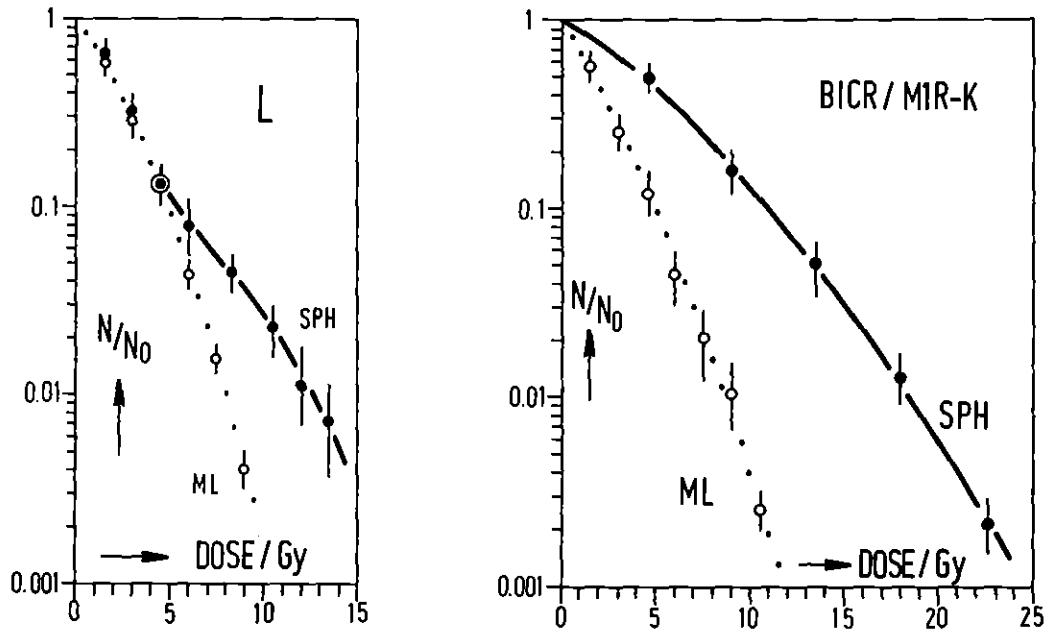 1
L
0.1
N/N0
SPH
0.01
ML
DOSE/Gy
0.001
0 5 10 15
1
BICR/M1R-K
0.1
N/N0
0.01
SPH
ML
DOSE/Gy
0.001
0 5 10 15 20 25